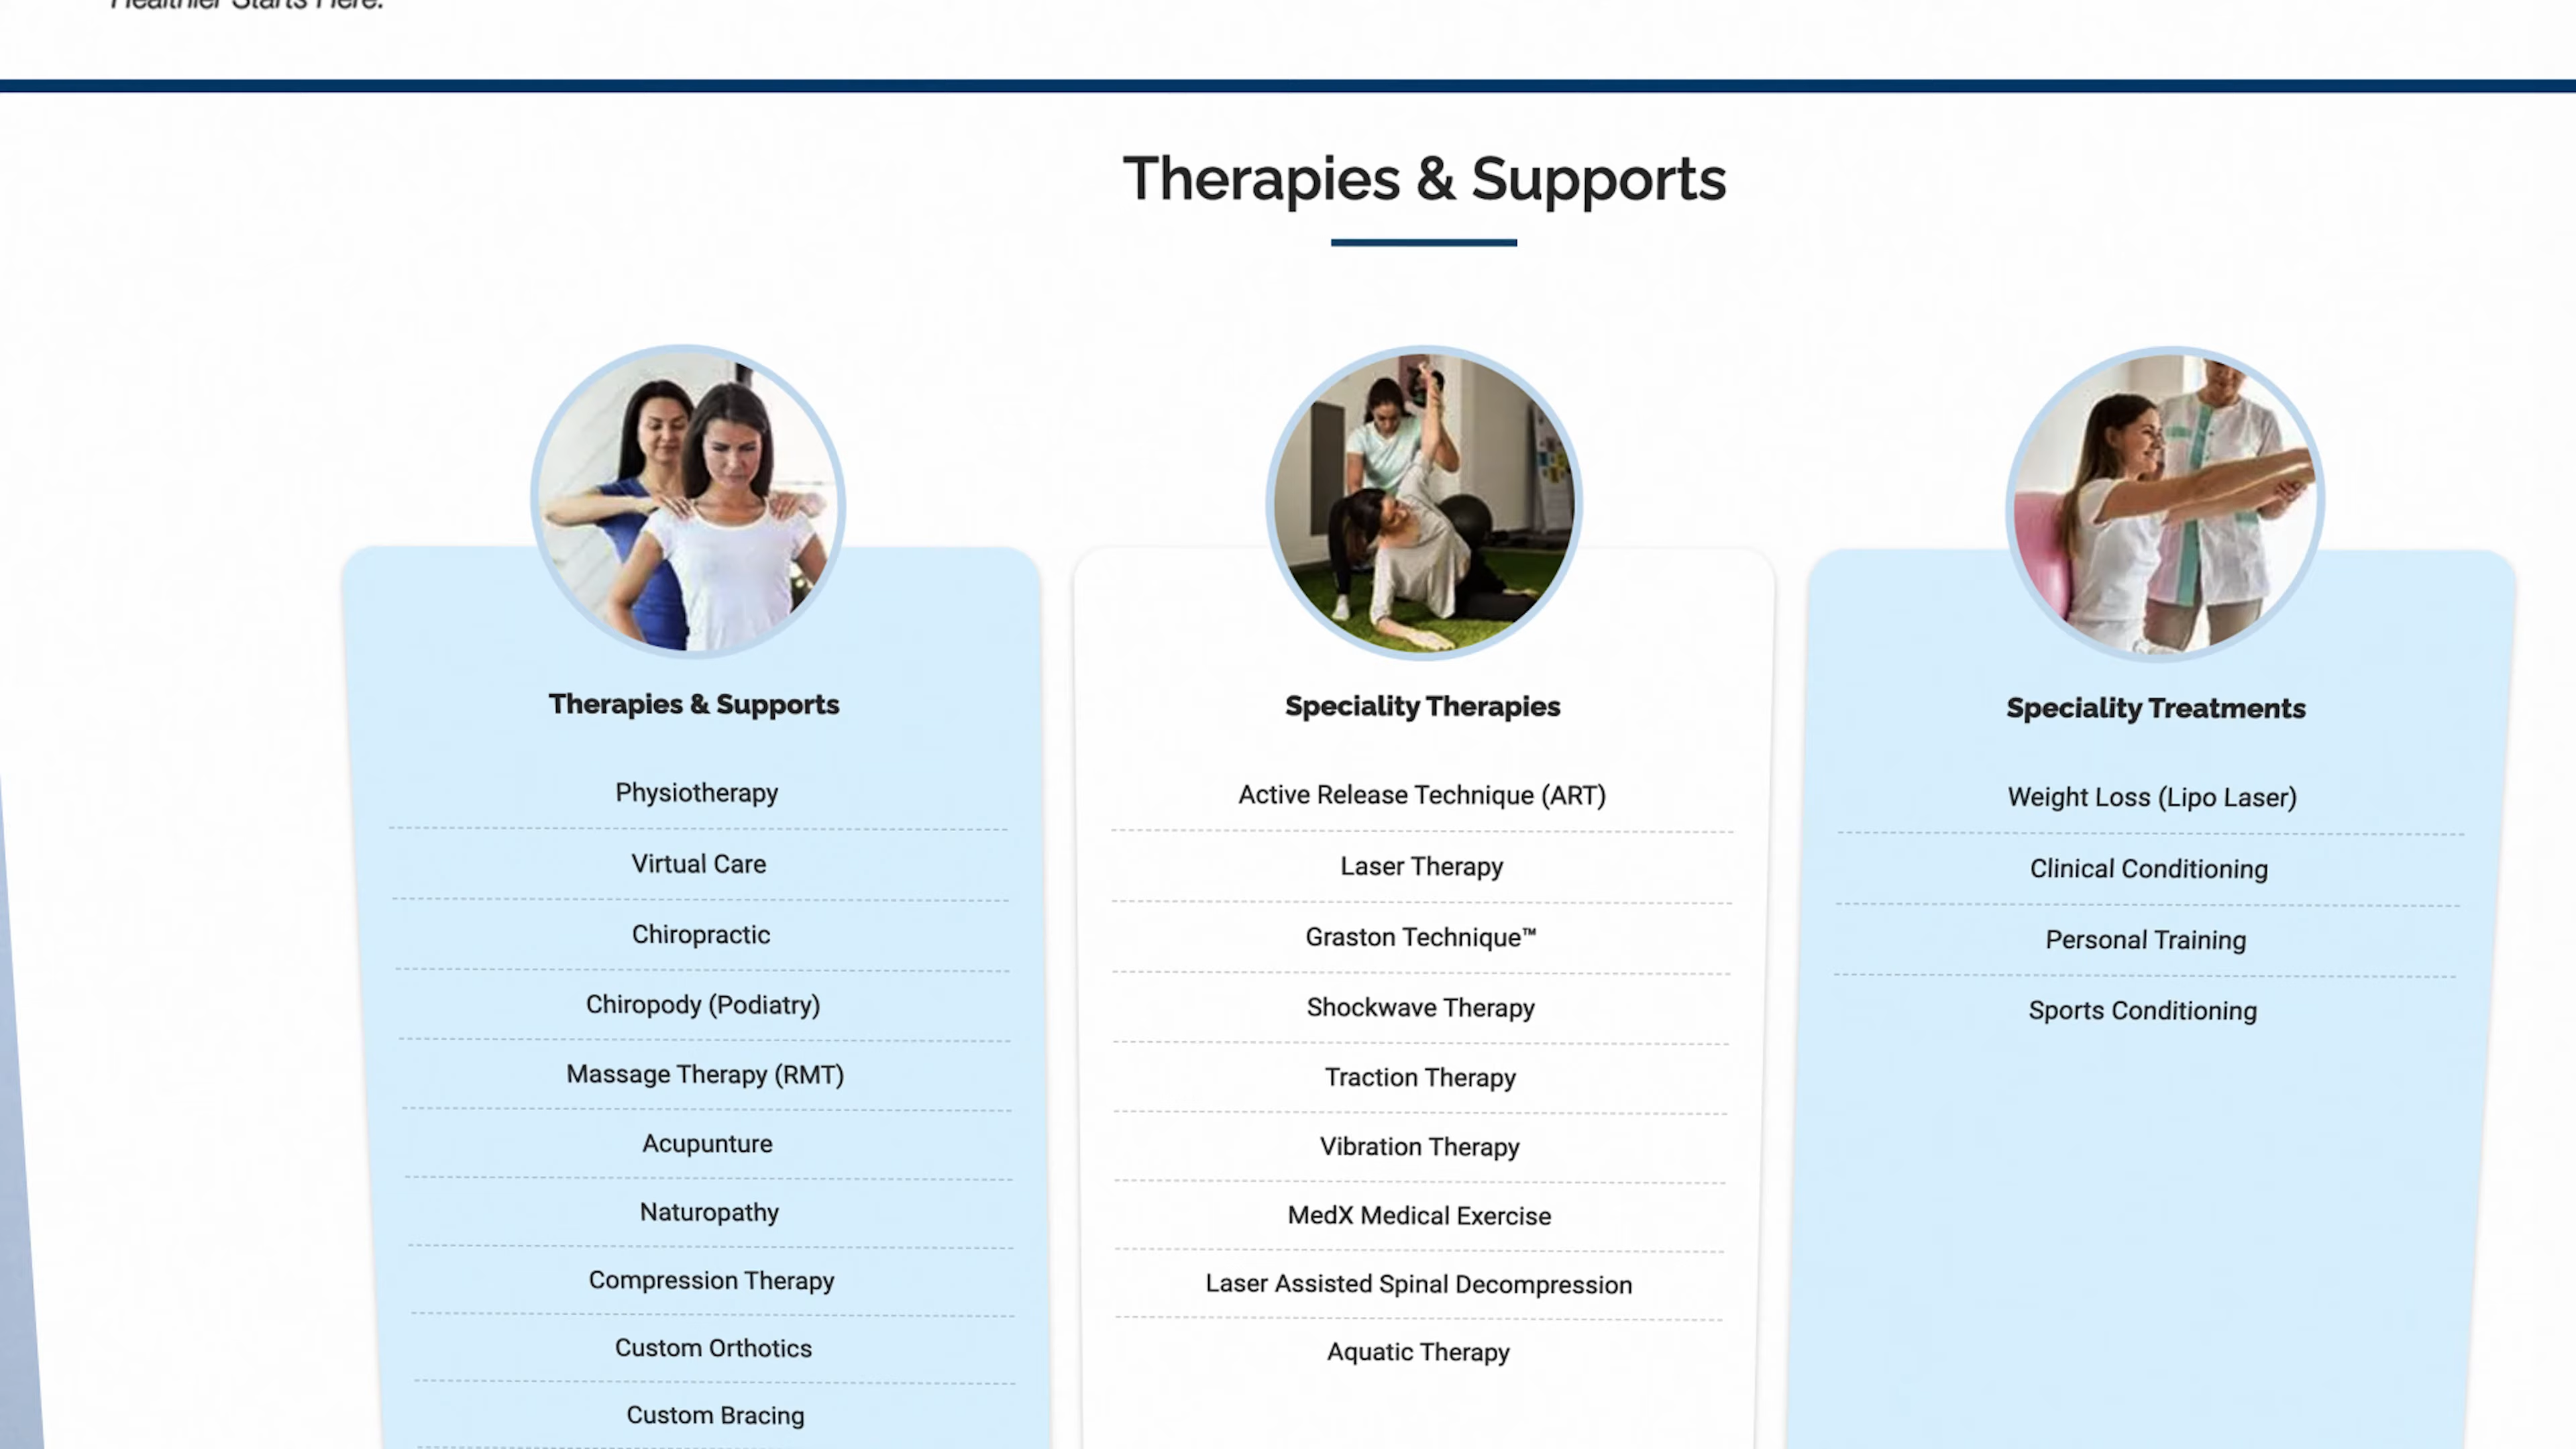 Healthier Starts Here.
Therapies & Supports
Therapies & Supports
Physiotherapy
Virtual Care
Chiropractic
Chiropody (Podiatry)
Massage Therapy (RMT)
Acupunture
Naturopathy
Compression Therapy
Custom Orthotics
Custom Bracing
Speciality Therapies
Active Release Technique (ART)
Laser Therapy
Graston Technique™
Shockwave Therapy
Traction Therapy
Vibration Therapy
MedX Medical Exercise
Laser Assisted Spinal Decompression
Aquatic Therapy
Speciality Treatments
Weight Loss (Lipo Laser)
Clinical Conditioning
Personal Training
Sports Conditioning